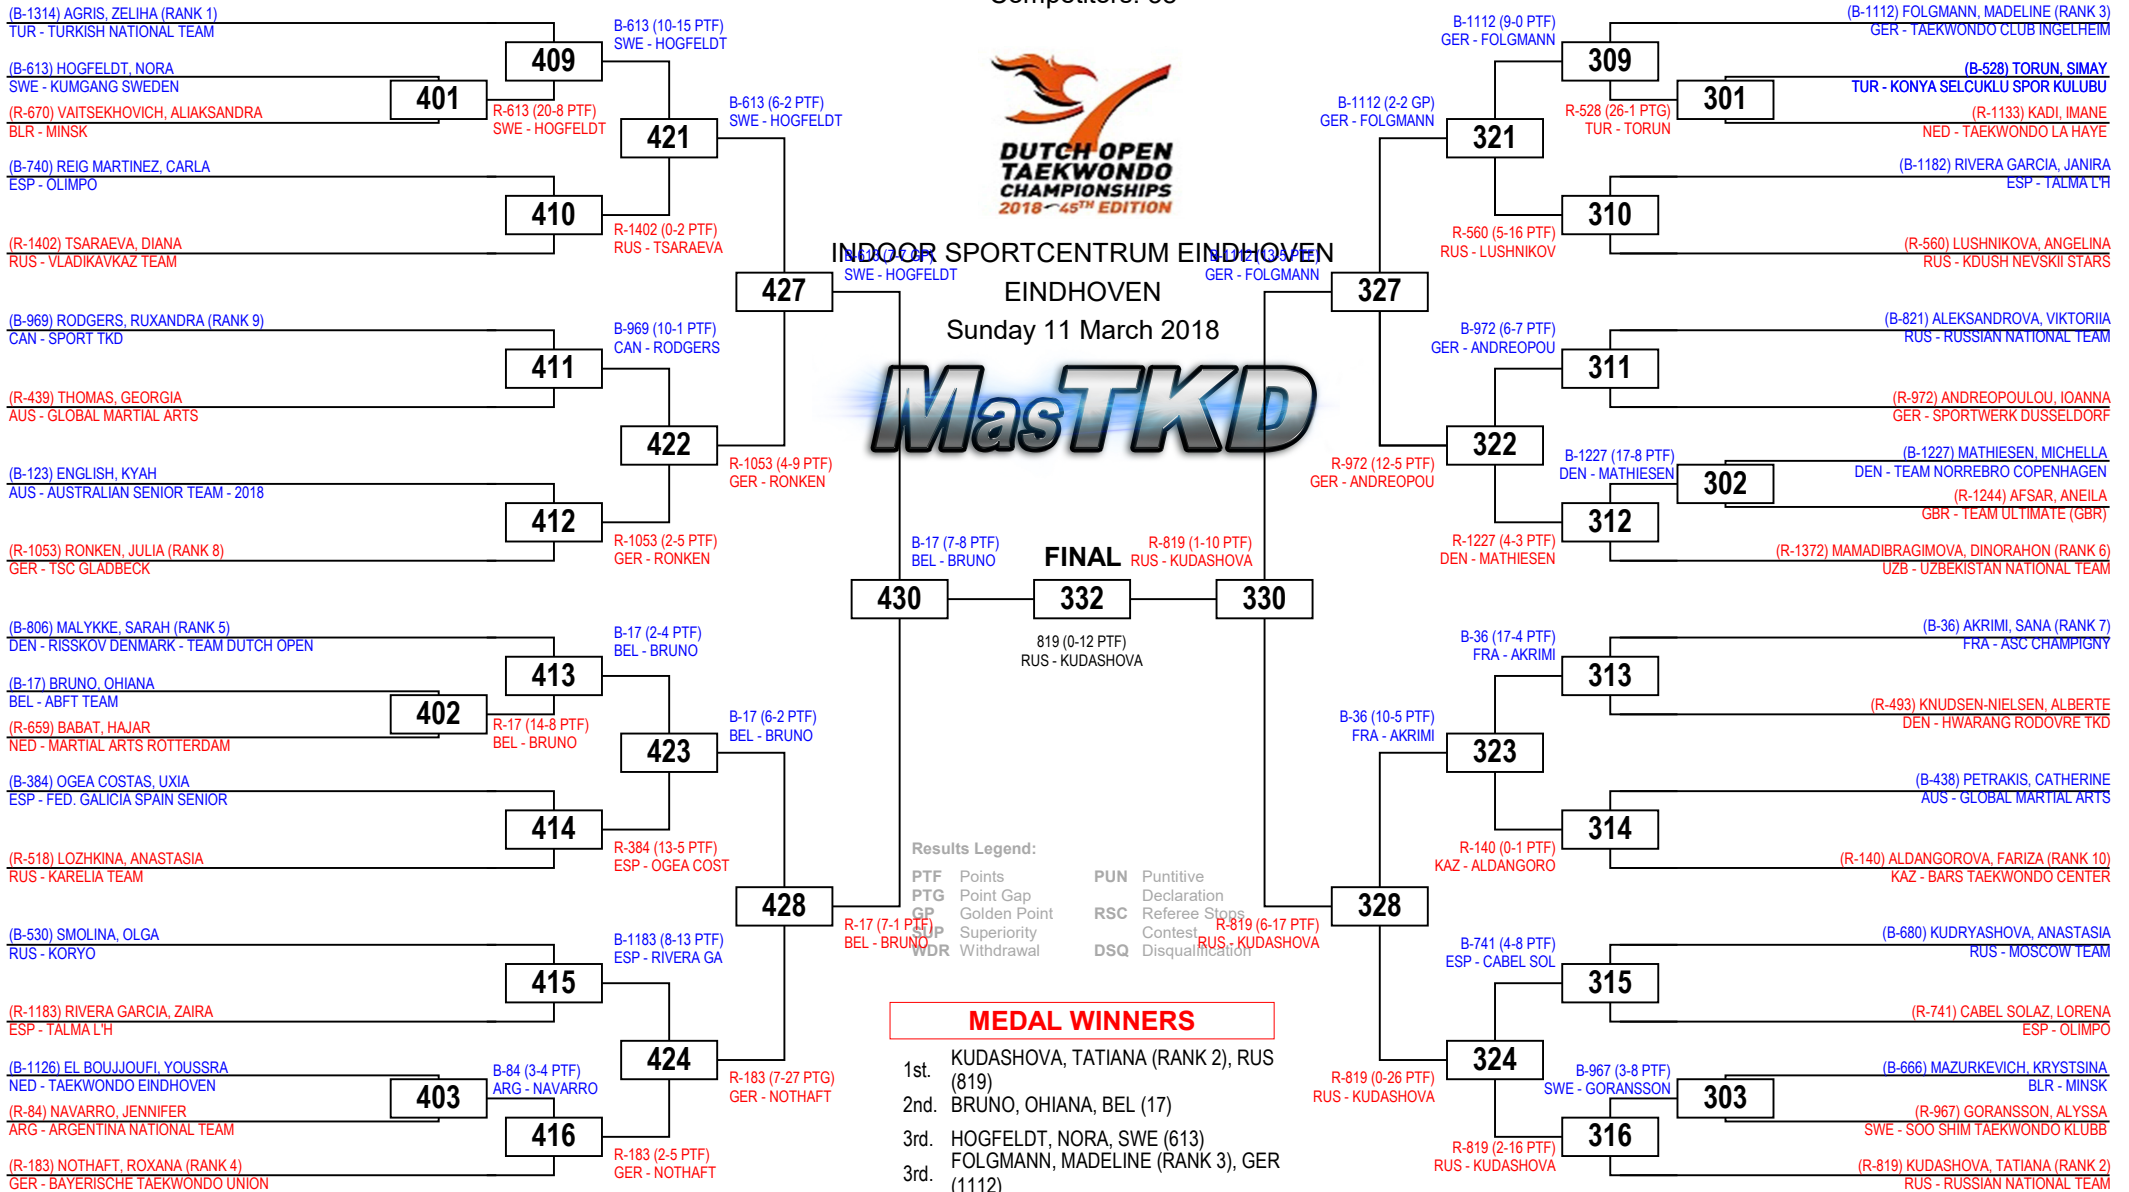 (B-1314) AGRIS, ZELIHA (RANK 1)
TUR - TURKISH NATIONAL TEAM
(B-613) HOGFELDT, NORA
SWE - KUMGANG SWEDEN
(R-670) VAITSEKHOVICH, ALIAKSANDRA
BLR - MINSK
(B-740) REIG MARTINEZ, CARLA
ESP - OLIMPO
(R-1402) TSARAEVA, DIANA
RUS - VLADIKAVKAZ TEAM
(B-969) RODGERS, RUXANDRA (RANK 9)
CAN - SPORT TKD
(R-439) THOMAS, GEORGIA
AUS - GLOBAL MARTIAL ARTS
(B-123) ENGLISH, KYAH
AUS - AUSTRALIAN SENIOR TEAM - 2018
(R-1053) RONKEN, JULIA (RANK 8)
GER - TSC GLADBECK
(B-806) MALYKKE, SARAH (RANK 5)
DEN - RISSKOV DENMARK - TEAM DUTCH OPEN
(B-17) BRUNO, OHIANA
BEL - ABFT TEAM
(R-659) BABAT, HAJAR
NED - MARTIAL ARTS ROTTERDAM
(B-384) OGEA COSTAS, UXIA
ESP - FED. GALICIA SPAIN SENIOR
(R-518) LOZHKINA, ANASTASIA
RUS - KARELIA TEAM
(B-530) SMOLINA, OLGA
RUS - KORYO
(R-1183) RIVERA GARCIA, ZAIRA
ESP - TALMA L'H
(B-1126) EL BOUJJOUFI, YOUSSRA
NED - TAEKWONDO EINDHOVEN
(R-84) NAVARRO, JENNIFER
ARG - ARGENTINA NATIONAL TEAM
(R-183) NOTHAFT, ROXANA (RANK 4)
GER - BAYERISCHE TAEKWONDO UNION
401
R-613 (20-8 PTF)
SWE - HOGFELDT
402
R-17 (14-8 PTF)
BEL - BRUNO
403
B-84 (3-4 PTF)
ARG - NAVARRO
409
B-613 (10-15 PTF)
SWE - HOGFELDT
410
R-1402 (0-2 PTF)
RUS - TSARAEVA
411
B-969 (10-1 PTF)
CAN - RODGERS
412
R-1053 (2-5 PTF)
GER - RONKEN
413
B-17 (2-4 PTF)
BEL - BRUNO
414
R-384 (13-5 PTF)
ESP - OGEA COST
415
B-1183 (8-13 PTF)
ESP - RIVERA GA
416
R-183 (2-5 PTF)
GER - NOTHAFT
421
B-613 (6-2 PTF)
SWE - HOGFELDT
422
R-1053 (4-9 PTF)
GER - RONKEN
423
B-17 (6-2 PTF)
BEL - BRUNO
424
R-183 (7-27 PTG)
GER - NOTHAFT
427
B-613 (7-7 GP)
SWE - HOGFELDT
428
R-17 (7-1 PTF)
BEL - BRUNO
430
B-17 (7-8 PTF)
BEL - BRUNO
DUTCH OPEN
TAEKWONDO
CHAMPIONSHIPS
2018 - 45TH EDITION
INDOOR SPORTCENTRUM EINDHOVEN
EINDHOVEN
Sunday 11 March 2018
MasTKD
FINAL
332
819 (0-12 PTF)
RUS - KUDASHOVA
Results Legend:
PTF Points
PTG Point Gap
GP Golden Point
SUP Superiority
WDR Withdrawal
PUN Puntitive
Declaration
RSC Referee Stops
Contest
DSQ Disqualification
MEDAL WINNERS
1st. KUDASHOVA, TATIANA (RANK 2), RUS
(819)
2nd. BRUNO, OHIANA, BEL (17)
3rd. HOGFELDT, NORA, SWE (613)
3rd. FOLGMANN, MADELINE (RANK 3), GER
(1112)
R-819 (1-10 PTF)
RUS - KUDASHOVA
330
B-1112 (13-5 PTF)
GER - FOLGMANN
327
R-819 (6-17 PTF)
RUS - KUDASHOVA
328
B-1112 (2-2 GP)
GER - FOLGMANN
321
R-972 (12-5 PTF)
GER - ANDREOPOU
322
B-36 (10-5 PTF)
FRA - AKRIMI
323
R-819 (0-26 PTF)
RUS - KUDASHOVA
324
B-1112 (9-0 PTF)
GER - FOLGMANN
309
R-560 (5-16 PTF)
RUS - LUSHNIKOV
310
B-972 (6-7 PTF)
GER - ANDREOPOU
311
R-1227 (4-3 PTF)
DEN - MATHIESEN
312
B-36 (17-4 PTF)
FRA - AKRIMI
313
R-140 (0-1 PTF)
KAZ - ALDANGORO
314
B-741 (4-8 PTF)
ESP - CABEL SOL
315
R-819 (2-16 PTF)
RUS - KUDASHOVA
316
R-528 (26-1 PTG)
TUR - TORUN
301
B-1227 (17-8 PTF)
DEN - MATHIESEN
302
B-967 (3-8 PTF)
SWE - GORANSSON
303
(B-1112) FOLGMANN, MADELINE (RANK 3)
GER - TAEKWONDO CLUB INGELHEIM
(B-528) TORUN, SIMAY
TUR - KONYA SELCUKLU SPOR KULUBU
(R-1133) KADI, IMANE
NED - TAEKWONDO LA HAYE
(B-1182) RIVERA GARCIA, JANIRA
ESP - TALMA L'H
(R-560) LUSHNIKOVA, ANGELINA
RUS - KDUSH NEVSKII STARS
(B-821) ALEKSANDROVA, VIKTORIIA
RUS - RUSSIAN NATIONAL TEAM
(R-972) ANDREOPOULOU, IOANNA
GER - SPORTWERK DUSSELDORF
(B-1227) MATHIESEN, MICHELLA
DEN - TEAM NORREBRO COPENHAGEN
(R-1244) AFSAR, ANEILA
GBR - TEAM ULTIMATE (GBR)
(R-1372) MAMADIBRAGIMOVA, DINORAHON (RANK 6)
UZB - UZBEKISTAN NATIONAL TEAM
(B-36) AKRIMI, SANA (RANK 7)
FRA - ASC CHAMPIGNY
(R-493) KNUDSEN-NIELSEN, ALBERTE
DEN - HWARANG RODOVRE TKD
(B-438) PETRAKIS, CATHERINE
AUS - GLOBAL MARTIAL ARTS
(R-140) ALDANGOROVA, FARIZA (RANK 10)
KAZ - BARS TAEKWONDO CENTER
(B-680) KUDRYASHOVA, ANASTASIA
RUS - MOSCOW TEAM
(R-741) CABEL SOLAZ, LORENA
ESP - OLIMPO
(B-666) MAZURKEVICH, KRYSTSINA
BLR - MINSK
(R-967) GORANSSON, ALYSSA
SWE - SOO SHIM TAEKWONDO KLUBB
(R-819) KUDASHOVA, TATIANA (RANK 2)
RUS - RUSSIAN NATIONAL TEAM